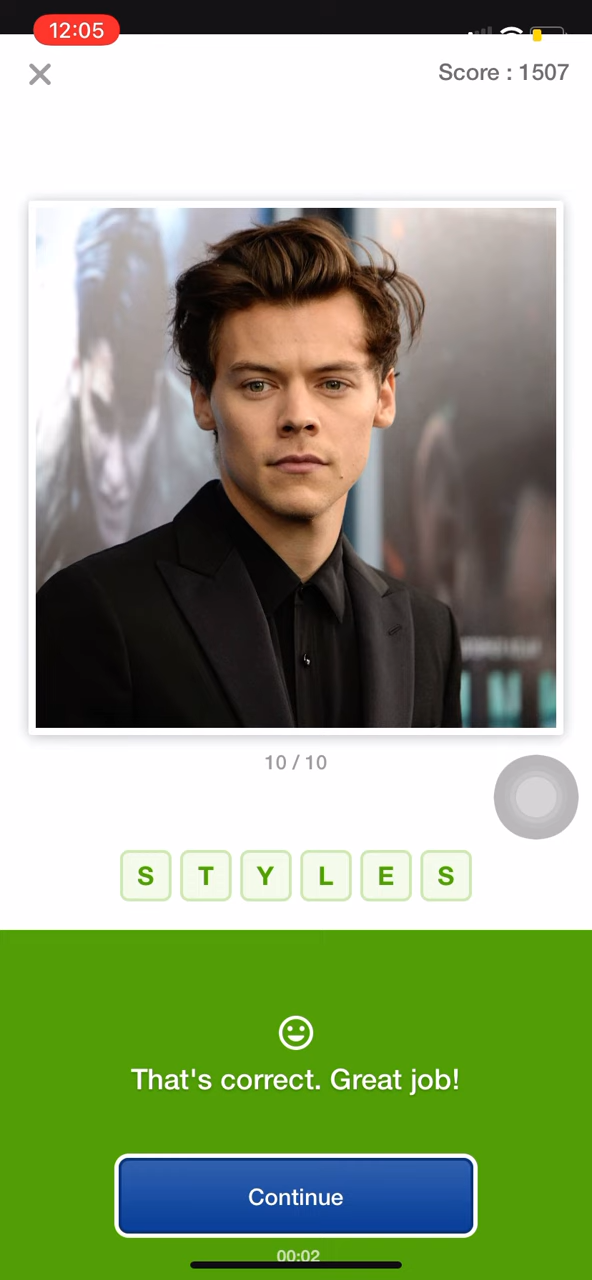 12:05
Score : 1507
10 / 10
S T Y L E S
That's correct. Great job!
Continue
00:02